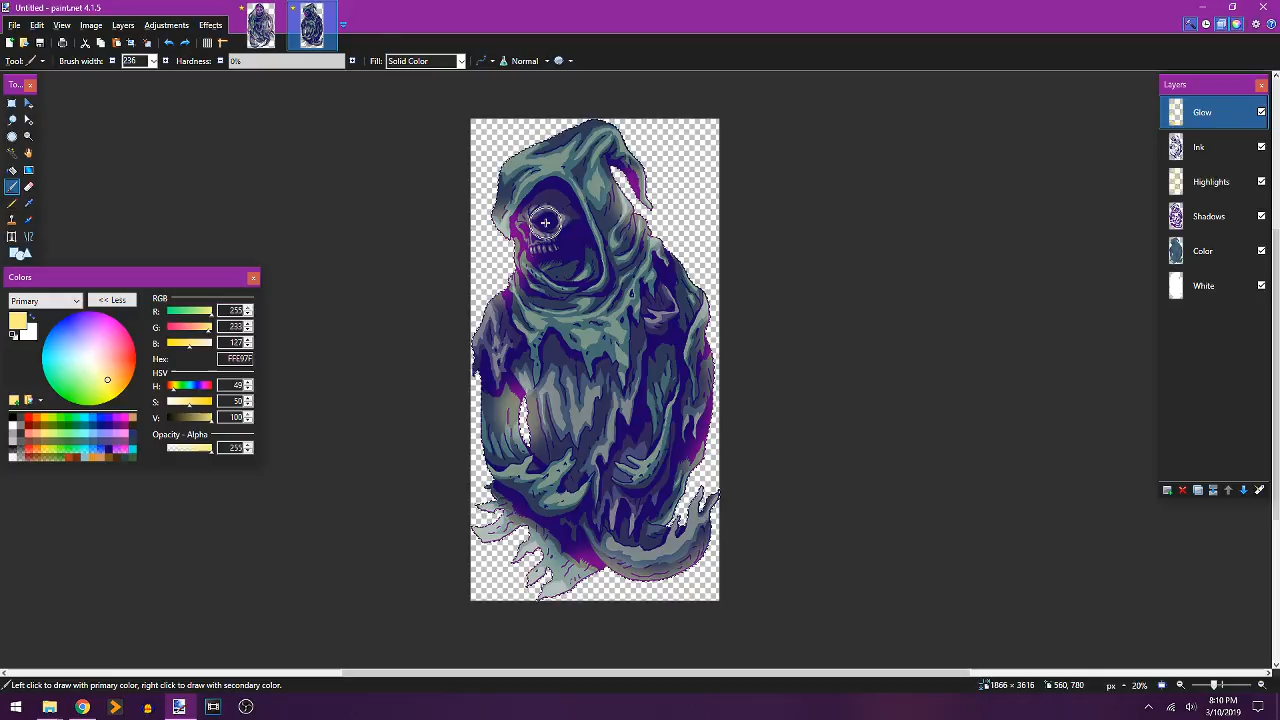 Untitled - paint.net 4.1.5
File Edit View Image Layers Adjustments Effects
Tool: Brush width: 236 Hardness: 0% Fill: Solid Color Normal
To...
Layers
Glow
Ink
Highlights
Shadows
Color
White
Colors
Primary
<< Less
RGB
R: 255
G: 233
B: 127
Hex: FFE97F
HSV
H: 49
S: 50
V: 100
Opacity - Alpha
255
Left click to draw with primary color, right click to draw with secondary color.
1866 × 3616 560, 780 px 20%
8:10 PM
3/10/2019